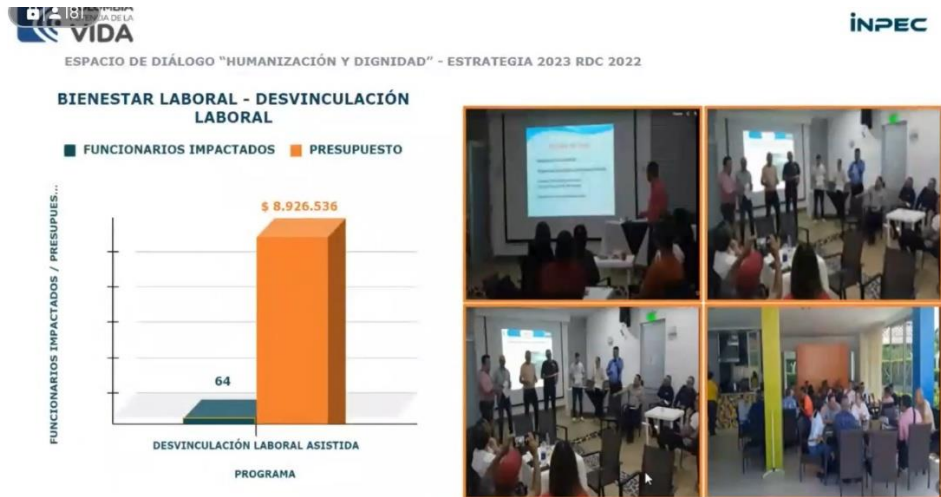 181
VIDA
INPEC
ESPACIO DE DIÁLOGO "HUMANIZACIÓN Y DIGNIDAD" - ESTRATEGIA 2023 RDC 2022
BIENESTAR LABORAL - DESVINCULACIÓN
LABORAL
FUNCIONARIOS IMPACTADOS
PRESUPUESTO
FUNCIONARIOS IMPACTADOS / PRESUPUES...
$ 8.926.536
64
DESVINCULACIÓN LABORAL ASISTIDA
PROGRAMA